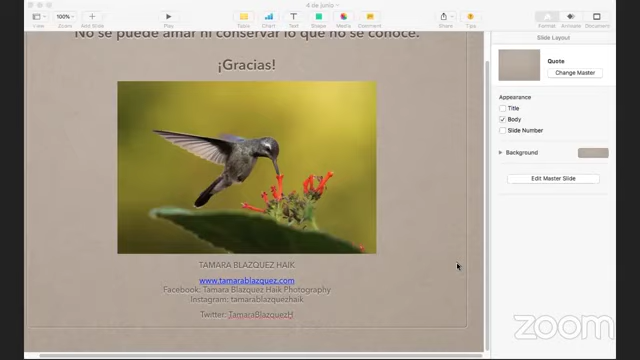 4 de junio
100%
View
Zoom
Add Slide
Play
Table
Chart
Text
Shape
Media
Comment
Share
Tips
Format
Animate
Document
Slide Layout
No se puede amar ni conservar lo que no se conoce.
¡Gracias!
Quote
Change Master
Appearance
Title
Body
Slide Number
Background
Edit Master Slide
TAMARA BLAZQUEZ HAIK
www.tamarablazquez.com
Facebook: Tamara Blazquez Haik Photography
Instagram: tamarablazquezhaik
Twitter: TamaraBlazquezH
zoom